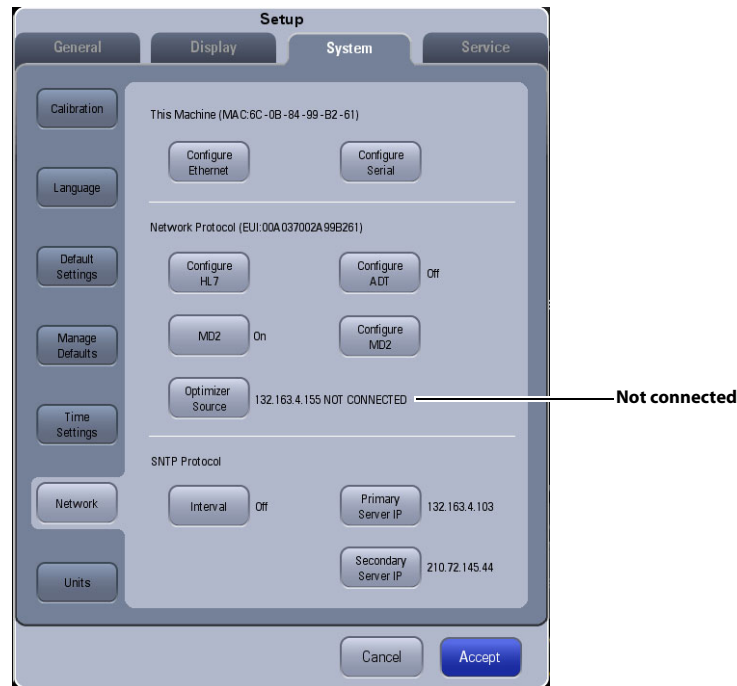 Setup
General
Display
System
Service
Calibration
Language
Default
Settings
Manage
Defaults
Time
Settings
Network
Units
This Machine (MAC:6C-0B-84-99-B2-61)
Configure
Ethernet
Configure
Serial
Network Protocol (EUI:00A037002A99B261)
Configure
HL7
Configure
ADT
Off
MD2
On
Configure
MD2
Optimizer
Source
132.163.4.155 NOT CONNECTED
Not connected
SNTP Protocol
Interval
Off
Primary
Server IP
132.163.4.103
Secondary
Server IP
210.72.145.44
Cancel
Accept